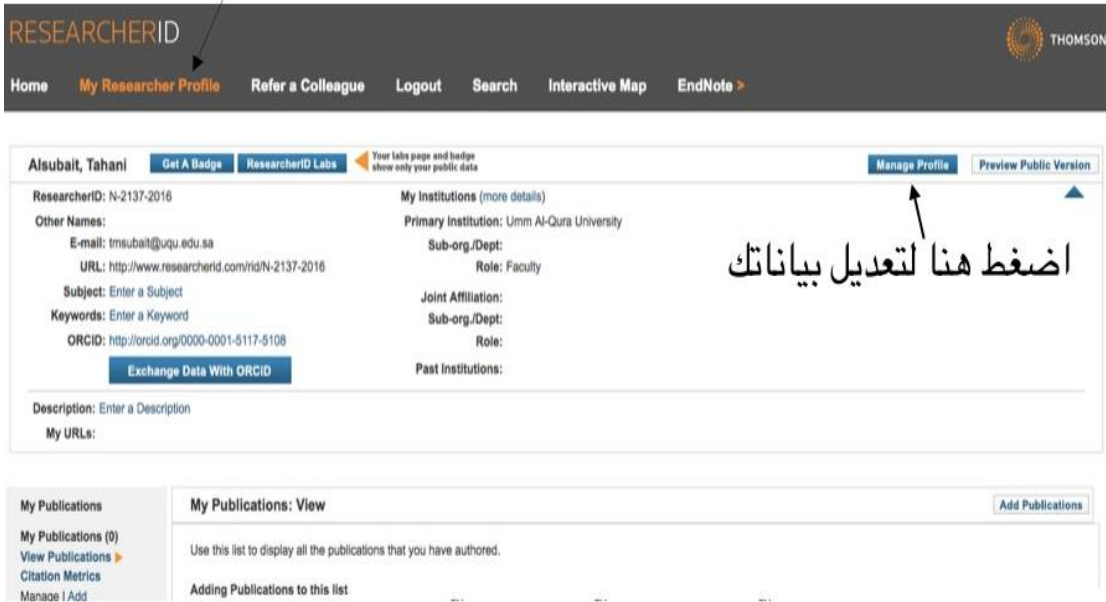 RESEARCHERID
THOMSON
Home My Researcher Profile Refer a Colleague Logout Search Interactive Map EndNote >
Alsubait, Tahani Get A Badge ResearcherID Labs Your labs page and badge show only your public data Manage Profile Preview Public Version
ResearcherID: N-2137-2016
Other Names:
E-mail: tmsubait@uqu.edu.sa
URL: http://www.researcherid.com/rid/N-2137-2016
Subject: Enter a Subject
Keywords: Enter a Keyword
ORCID: http://orcid.org/0000-0001-5117-5108
Exchange Data With ORCID
My Institutions (more details)
Primary Institution: Umm Al-Qura University
Sub-org./Dept:
Role: Faculty
Joint Affiliation:
Sub-org./Dept:
Role:
Past Institutions:
اضغط هنا لتعديل بياناتك
Description: Enter a Description
My URLs:
My Publications
My Publications (0)
View Publications
Citation Metrics
Manage | Add
My Publications: View Add Publications
Use this list to display all the publications that you have authored.
Adding Publications to this list